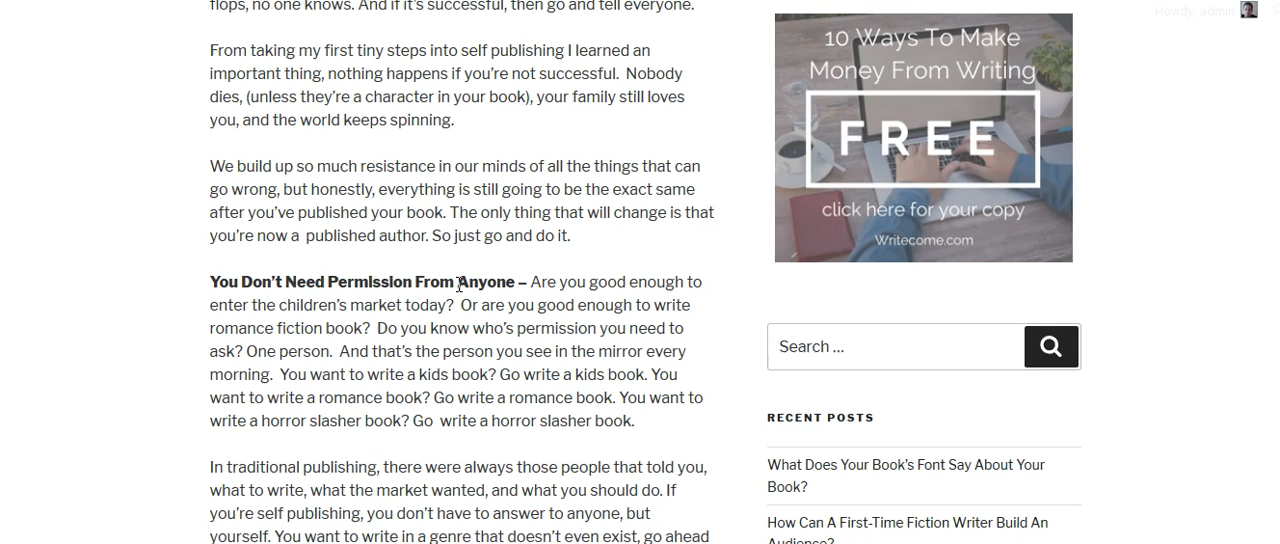 flops, no one knows. And if it's successful, then go and tell everyone.
From taking my first tiny steps into self publishing I learned an
important thing, nothing happens if you're not successful.  Nobody
dies, (unless they're a character in your book), your family still loves
you, and the world keeps spinning.
We build up so much resistance in our minds of all the things that can
go wrong, but honestly, everything is still going to be the exact same
after you've published your book. The only thing that will change is that
you're now a  published author. So just go and do it.
You Don't Need Permission From Anyone – Are you good enough to
enter the children's market today?  Or are you good enough to write
romance fiction book?  Do you know who's permission you need to
ask? One person.  And that's the person you see in the mirror every
morning.  You want to write a kids book? Go write a kids book. You
want to write a romance book? Go write a romance book. You want to
write a horror slasher book? Go  write a horror slasher book.
In traditional publishing, there were always those people that told you,
what to write, what the market wanted, and what you should do. If
you're self publishing, you don't have to answer to anyone, but
yourself. You want to write in a genre that doesn't even exist, go ahead
Howdy, admin
10 Ways To Make
Money From Writing
FREE
click here for your copy
Writecome.com
Search …
RECENT POSTS
What Does Your Book's Font Say About Your
Book?
How Can A First-Time Fiction Writer Build An
Audience?